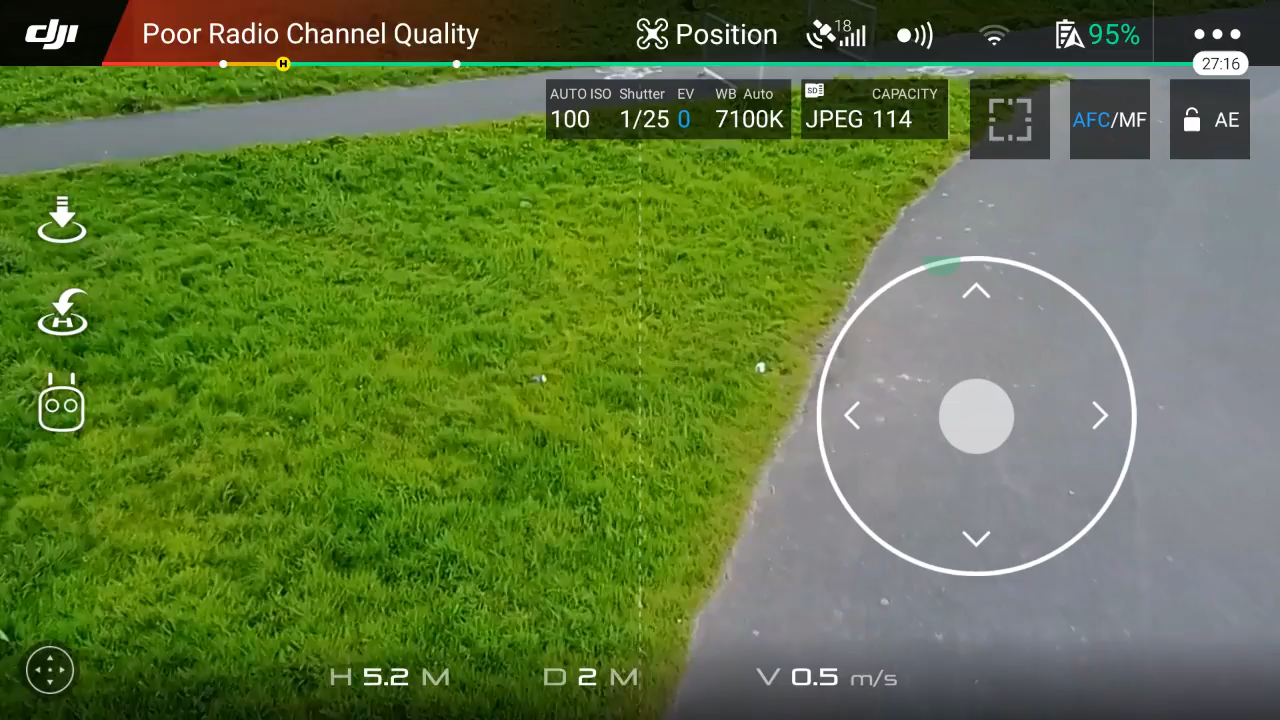 dji Poor Radio Channel Quality Position 18 95%
H 27:16
AUTO ISO Shutter EV WB Auto SD CAPACITY
100 1/25 0 7100K JPEG 114 AFC/MF AE
H
H 5.2 M D 2 M V 0.5 m/s